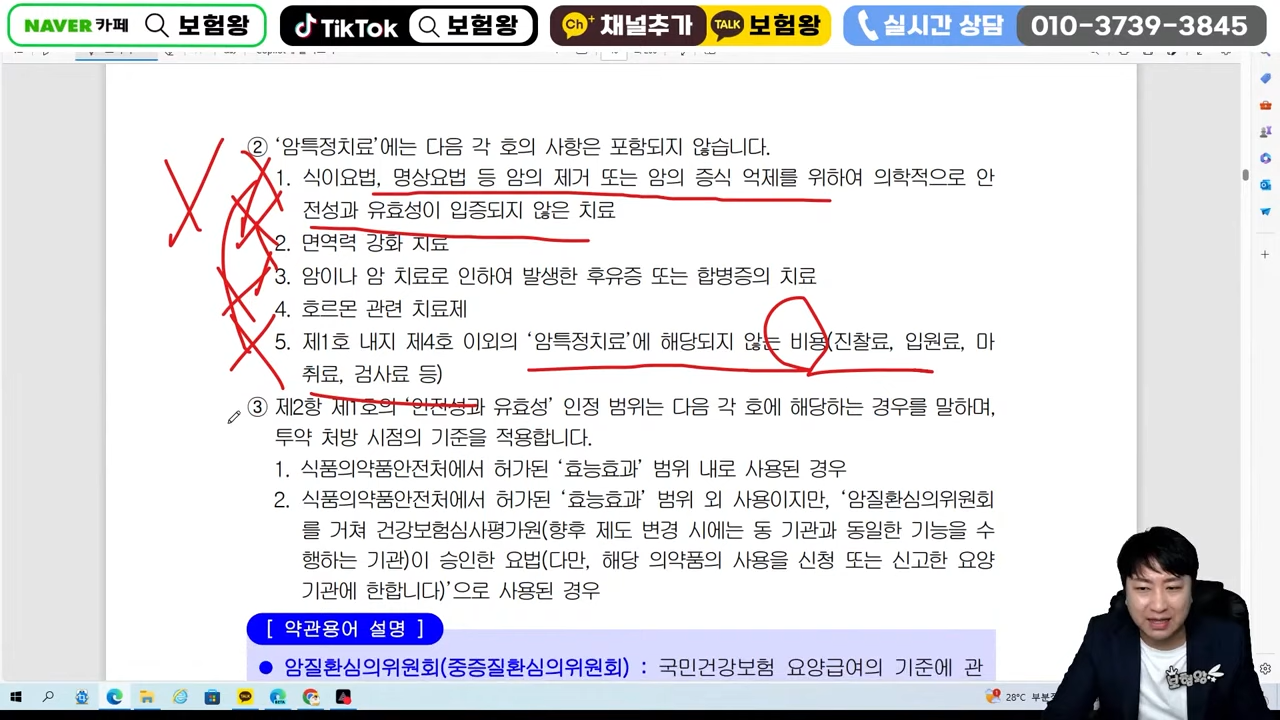 NAVER 카페 보험왕 TikTok 보험왕 Ch+ 채널추가 TALK 보험왕 실시간 상담 010-3739-3845
② ‘암특정치료’에는 다음 각 호의 사항은 포함되지 않습니다.
1. 식이요법, 명상요법 등 암의 제거 또는 암의 증식 억제를 위하여 의학적으로 안
전성과 유효성이 입증되지 않은 치료
2. 면역력 강화 치료
3. 암이나 암 치료로 인하여 발생한 후유증 또는 합병증의 치료
4. 호르몬 관련 치료제
5. 제1호 내지 제4호 이외의 ‘암특정치료’에 해당되지 않는 비용(진찰료, 입원료, 마
취료, 검사료 등)
③ 제2항 제1호의 ‘안전성과 유효성’ 인정 범위는 다음 각 호에 해당하는 경우를 말하며,
투약 처방 시점의 기준을 적용합니다.
1. 식품의약품안전처에서 허가된 ‘효능효과’ 범위 내로 사용된 경우
2. 식품의약품안전처에서 허가된 ‘효능효과’ 범위 외 사용이지만, ‘암질환심의위원회
를 거쳐 건강보험심사평가원(향후 제도 변경 시에는 동 기관과 동일한 기능을 수
행하는 기관)이 승인한 요법(다만, 해당 의약품의 사용을 신청 또는 신고한 요양
기관에 한합니다)’으로 사용된 경우
[ 약관용어 설명 ]
● 암질환심의위원회(중증질환심의위원회) : 국민건강보험 요양급여의 기준에 관
보험왕
28°C